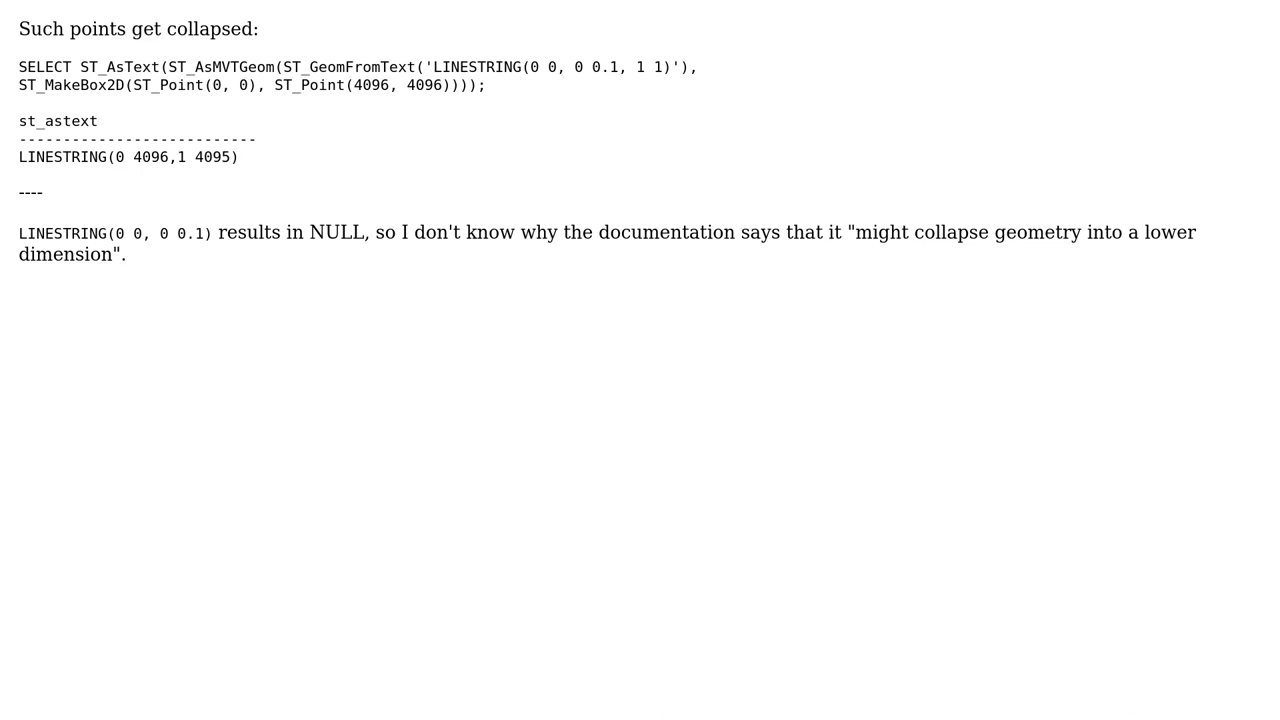 Such points get collapsed:
SELECT ST_AsText(ST_AsMVTGeom(ST_GeomFromText('LINESTRING(0 0, 0 0.1, 1 1)'),
ST_MakeBox2D(ST_Point(0, 0), ST_Point(4096, 4096))));
st_astext
---------------------------
LINESTRING(0 4096,1 4095)
----
LINESTRING(0 0, 0 0.1) results in NULL, so I don't know why the documentation says that it "might collapse geometry into a lower
dimension".